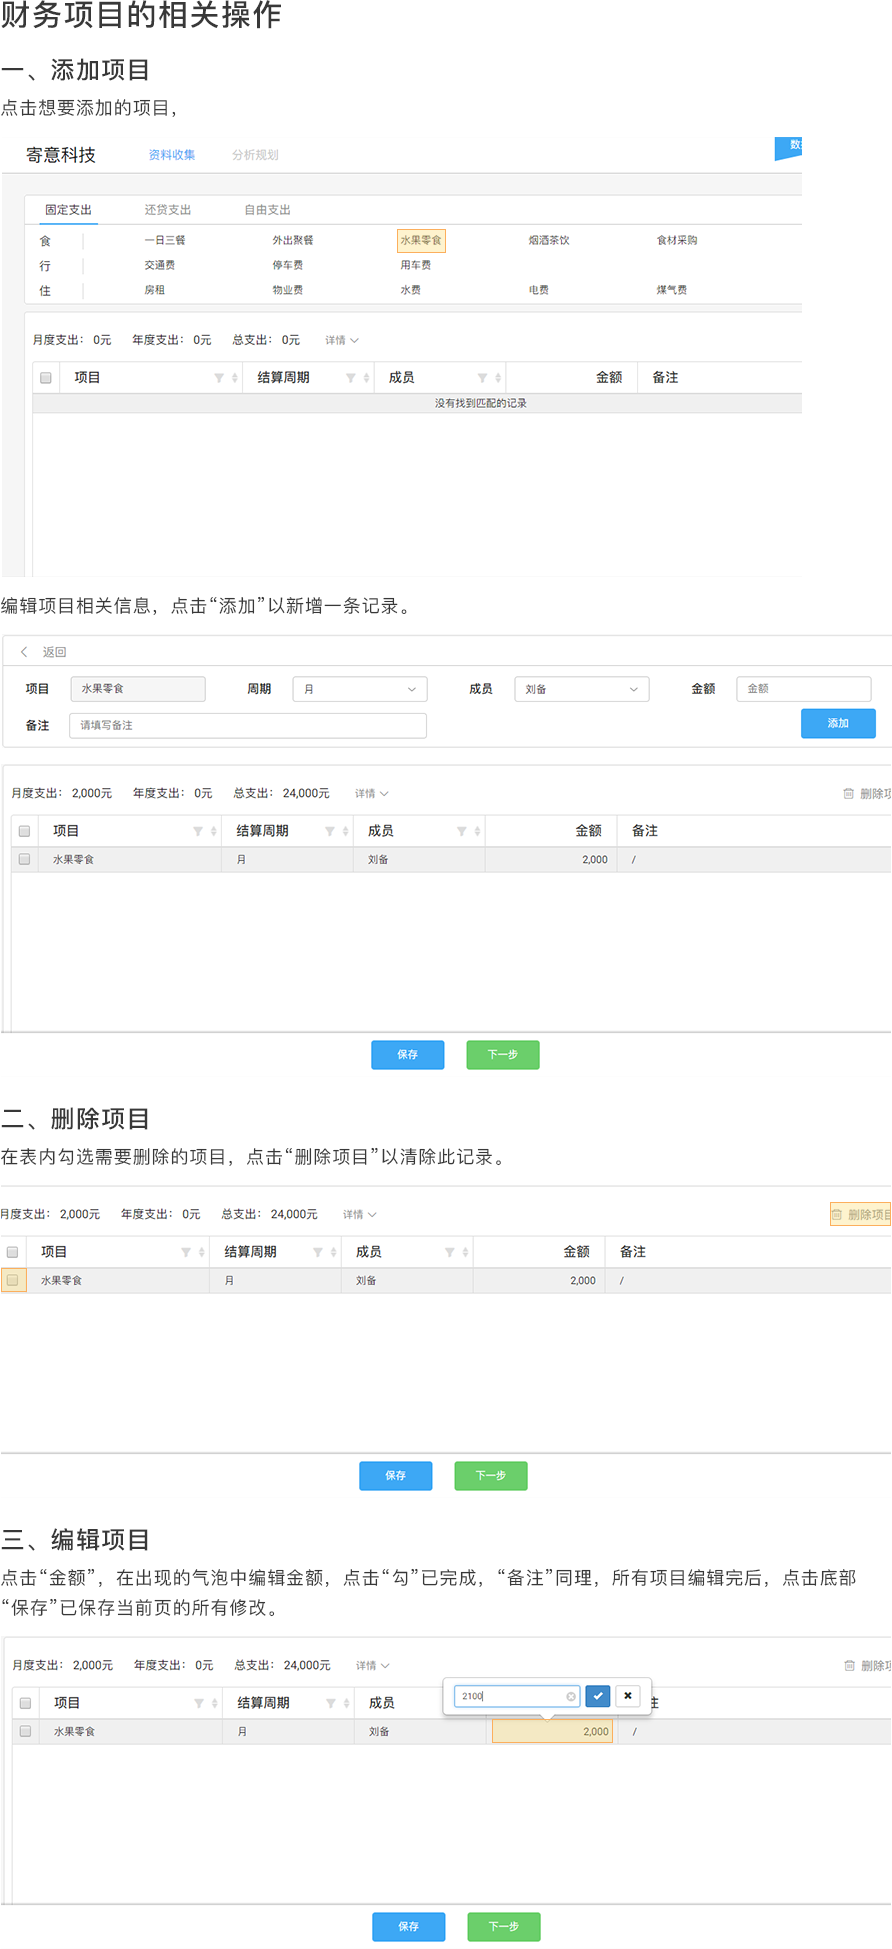 财务项目的相关操作
一、添加项目
点击想要添加的项目，
寄意科技 资料收集 分析规划
固定支出 还贷支出 自由支出
食 一日三餐 外出聚餐 水果零食 烟酒茶饮 食材采购
行 交通费 停车费 用车费
住 房租 物业费 水费 电费 煤气费
月度支出： 0元 年度支出： 0元 总支出： 0元 详情
项目 结算周期 成员 金额 备注
没有找到匹配的记录
编辑项目相关信息，点击“添加”以新增一条记录。
返回
项目 水果零食 周期 月 成员 刘备 金额 金额
备注 请填写备注 添加
月度支出： 2,000元 年度支出： 0元 总支出： 24,000元 详情 删除
项目 结算周期 成员 金额 备注
水果零食 月 刘备 2,000 /
保存 下一步
二、删除项目
在表内勾选需要删除的项目，点击“删除项目”以清除此记录。
月度支出： 2,000元 年度支出： 0元 总支出： 24,000元 详情 删除项目
项目 结算周期 成员 金额 备注
水果零食 月 刘备 2,000 /
保存 下一步
三、编辑项目
点击“金额”，在出现的气泡中编辑金额，点击“勾”已完成，“备注”同理，所有项目编辑完后，点击底部
“保存”已保存当前页的所有修改。
月度支出： 2,000元 年度支出： 0元 总支出： 24,000元 详情 删除
2100
项目 结算周期 成员 注
水果零食 月 刘备 2,000 /
保存 下一步